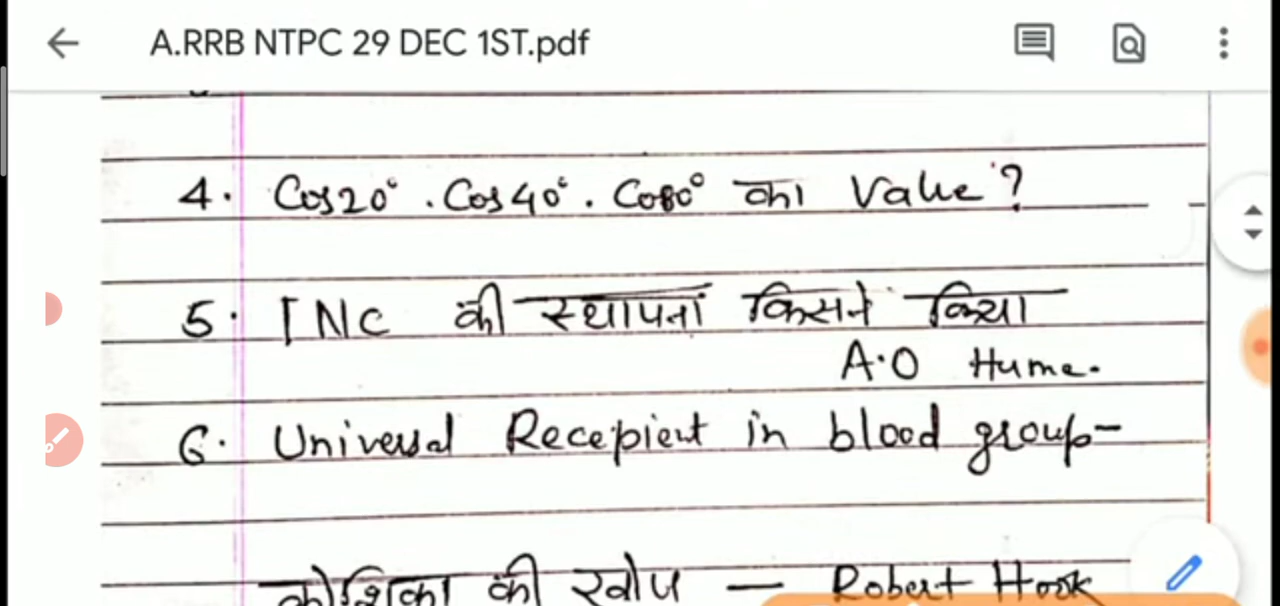 A.RRB NTPC 29 DEC 1ST.pdf
4. Cos20° . Cos40° . Cos80° का Value ?
5. INC की स्थापना किसने किया
A.O Hume.
6. Universal Recepient in blood group-
कोशिका की खोज — Robert Hook